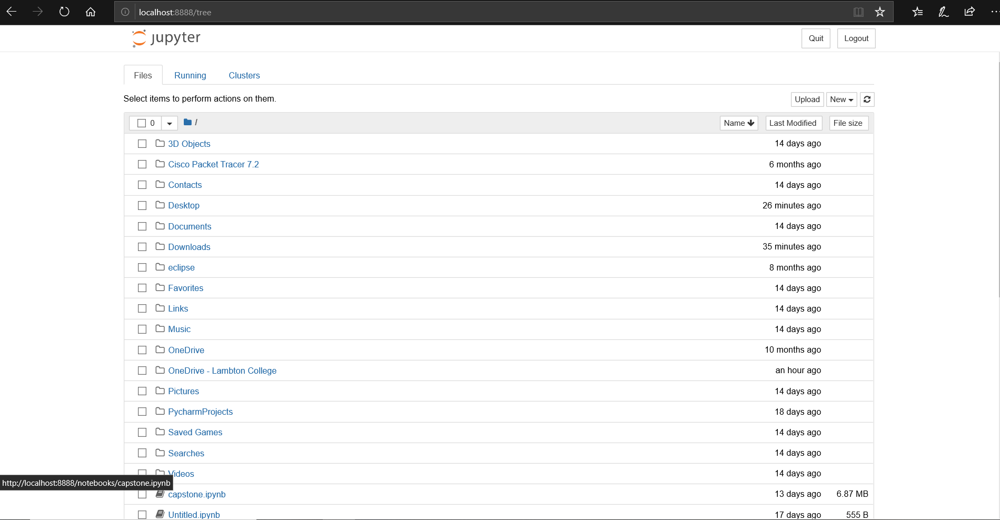 localhost:8888/tree
jupyter
Quit Logout
Files Running Clusters
Select items to perform actions on them.
Upload New
0 / Name Last Modified File size
3D Objects 14 days ago
Cisco Packet Tracer 7.2 6 months ago
Contacts 14 days ago
Desktop 26 minutes ago
Documents 14 days ago
Downloads 35 minutes ago
eclipse 8 months ago
Favorites 14 days ago
Links 14 days ago
Music 14 days ago
OneDrive 10 months ago
OneDrive - Lambton College an hour ago
Pictures 14 days ago
PycharmProjects 18 days ago
Saved Games 14 days ago
Searches 14 days ago
Videos 14 days ago
http://localhost:8888/notebooks/capstone.ipynb
capstone.ipynb 13 days ago 6.87 MB
Untitled.ipynb 17 days ago 555 B